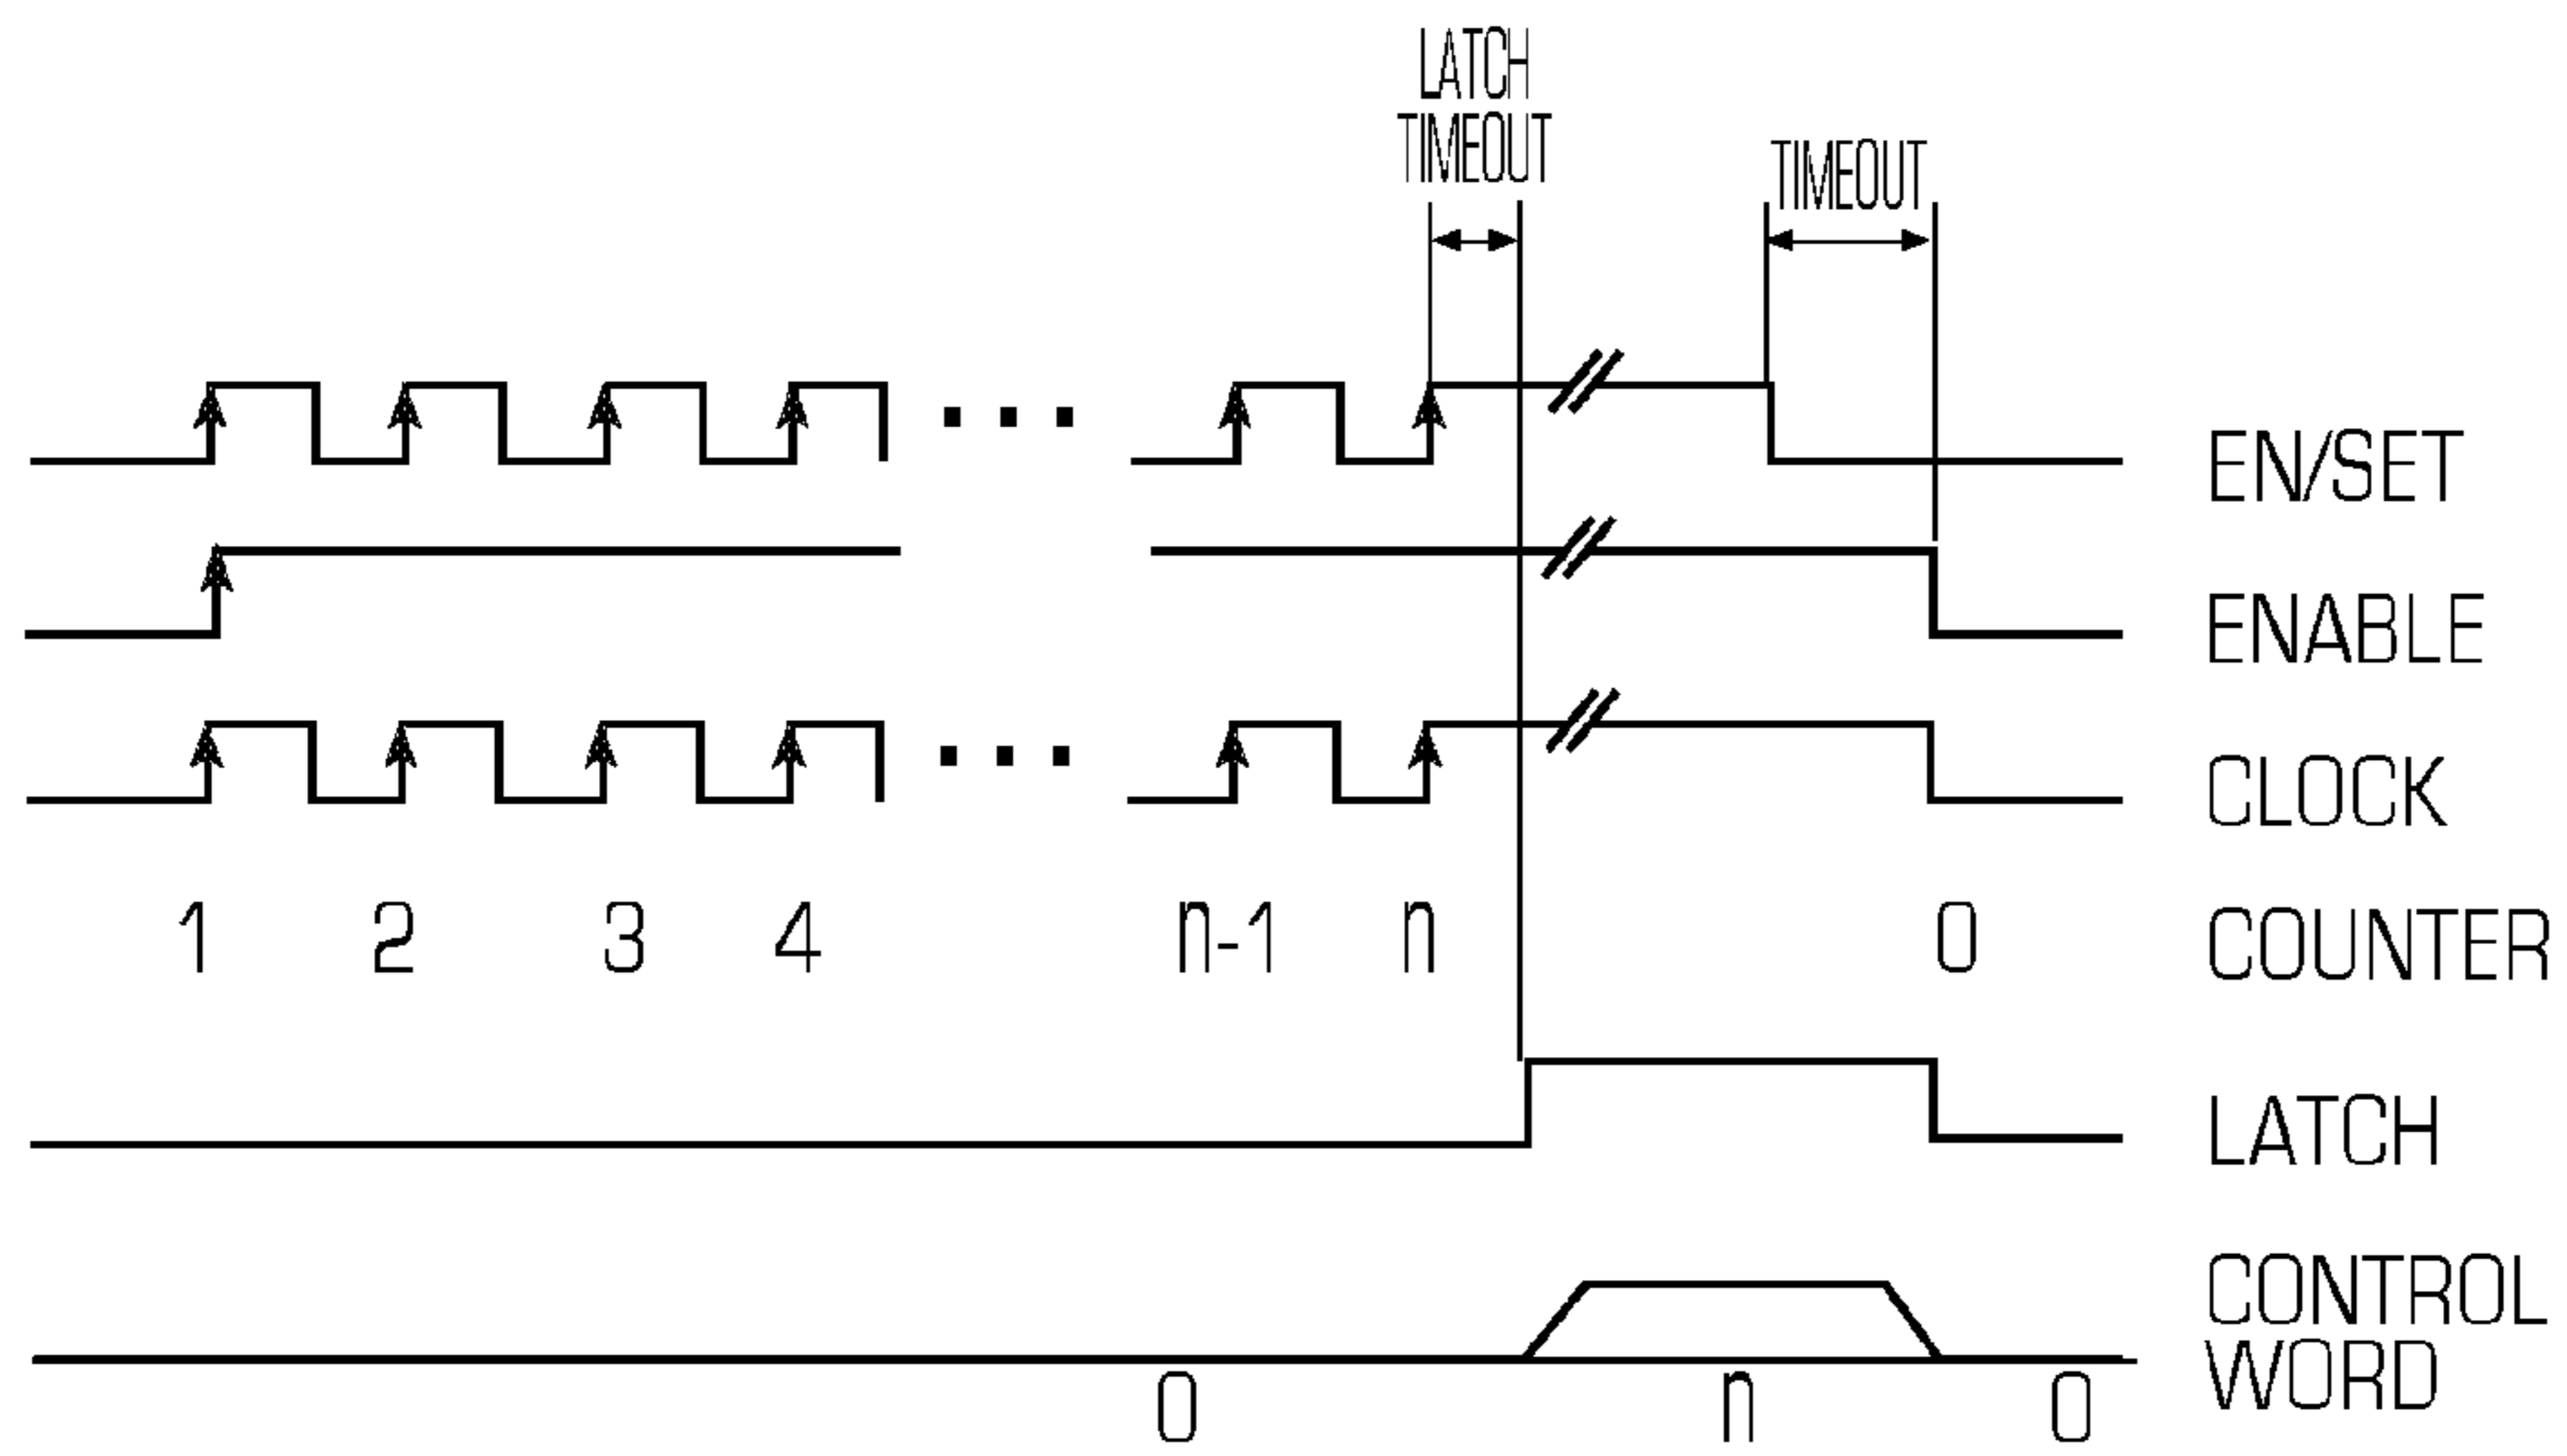 LATCH
TIMEOUT
TIMEOUT
EN/SET
ENABLE
CLOCK
1 2 3 4 n-1 n 0 COUNTER
LATCH
CONTROL
WORD
0 n 0